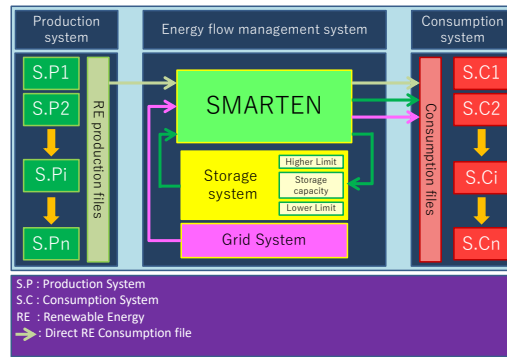 Production system
Energy flow management system
Consumption system
S.P1
S.P2
S.Pi
S.Pn
RE production files
SMARTEN
Storage system
Higher Limit
Storage capacity
Lower Limit
Grid System
Consumption files
S.C1
S.C2
S.Ci
S.Cn
S.P : Production System
S.C : Consumption System
RE : Renewable Energy
: Direct RE Consumption file